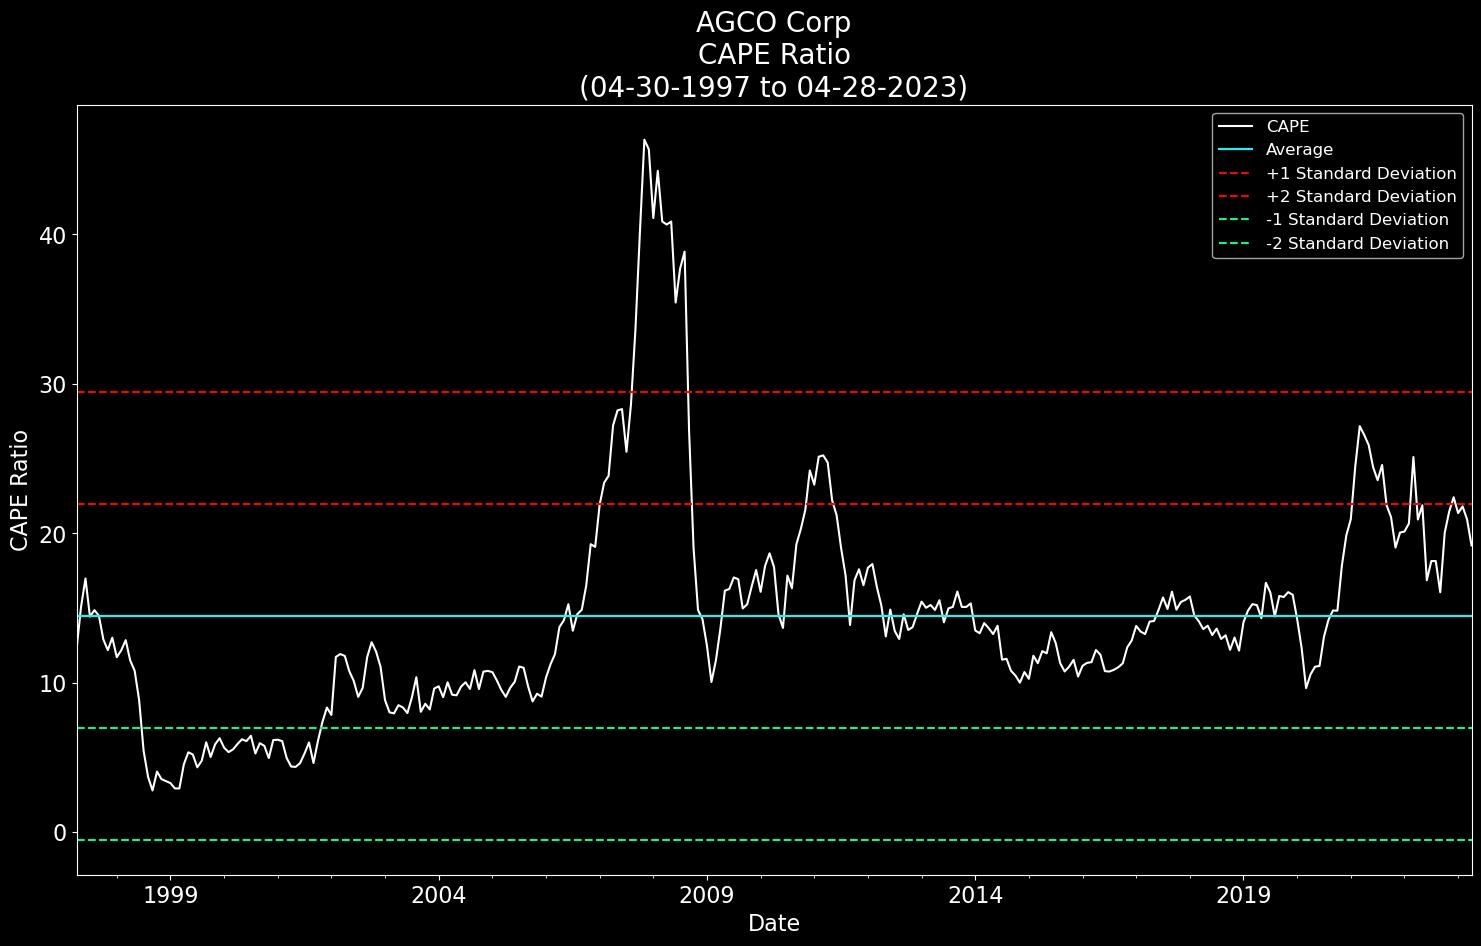 AGCO Corp
CAPE Ratio
(04-30-1997 to 04-28-2023)
CAPE
Average
+1 Standard Deviation
+2 Standard Deviation
-1 Standard Deviation
-2 Standard Deviation
CAPE Ratio
40
30
20
10
0
1999 2004 2009 2014 2019
Date